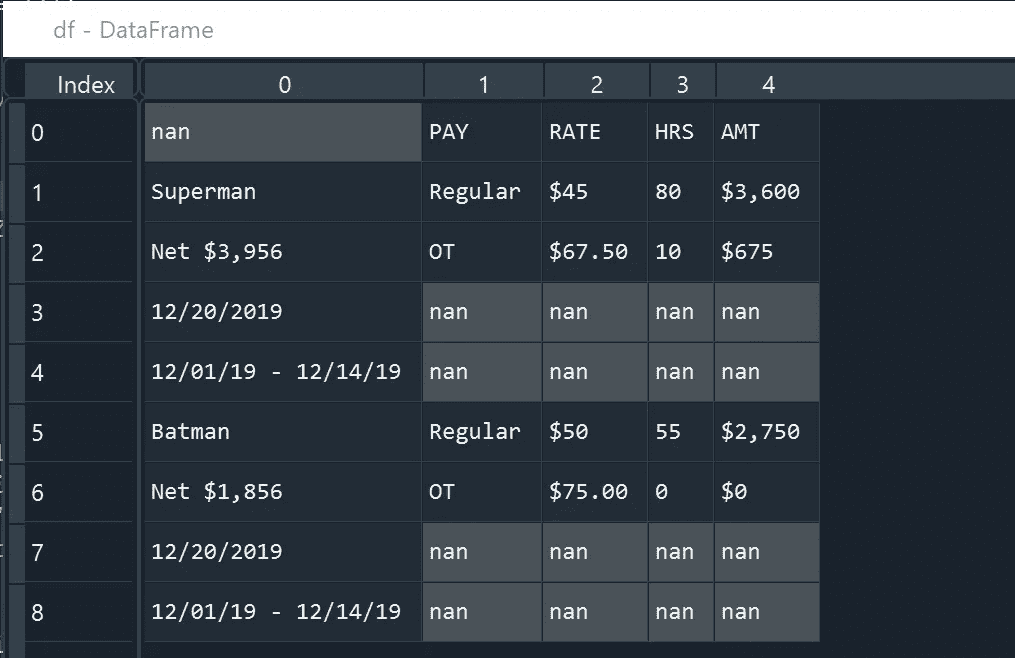 df - DataFrame
Index 0 1 2 3 4
0 nan PAY RATE HRS AMT
1 Superman Regular $45 80 $3,600
2 Net $3,956 OT $67.50 10 $675
3 12/20/2019 nan nan nan nan
4 12/01/19 - 12/14/19 nan nan nan nan
5 Batman Regular $50 55 $2,750
6 Net $1,856 OT $75.00 0 $0
7 12/20/2019 nan nan nan nan
8 12/01/19 - 12/14/19 nan nan nan nan